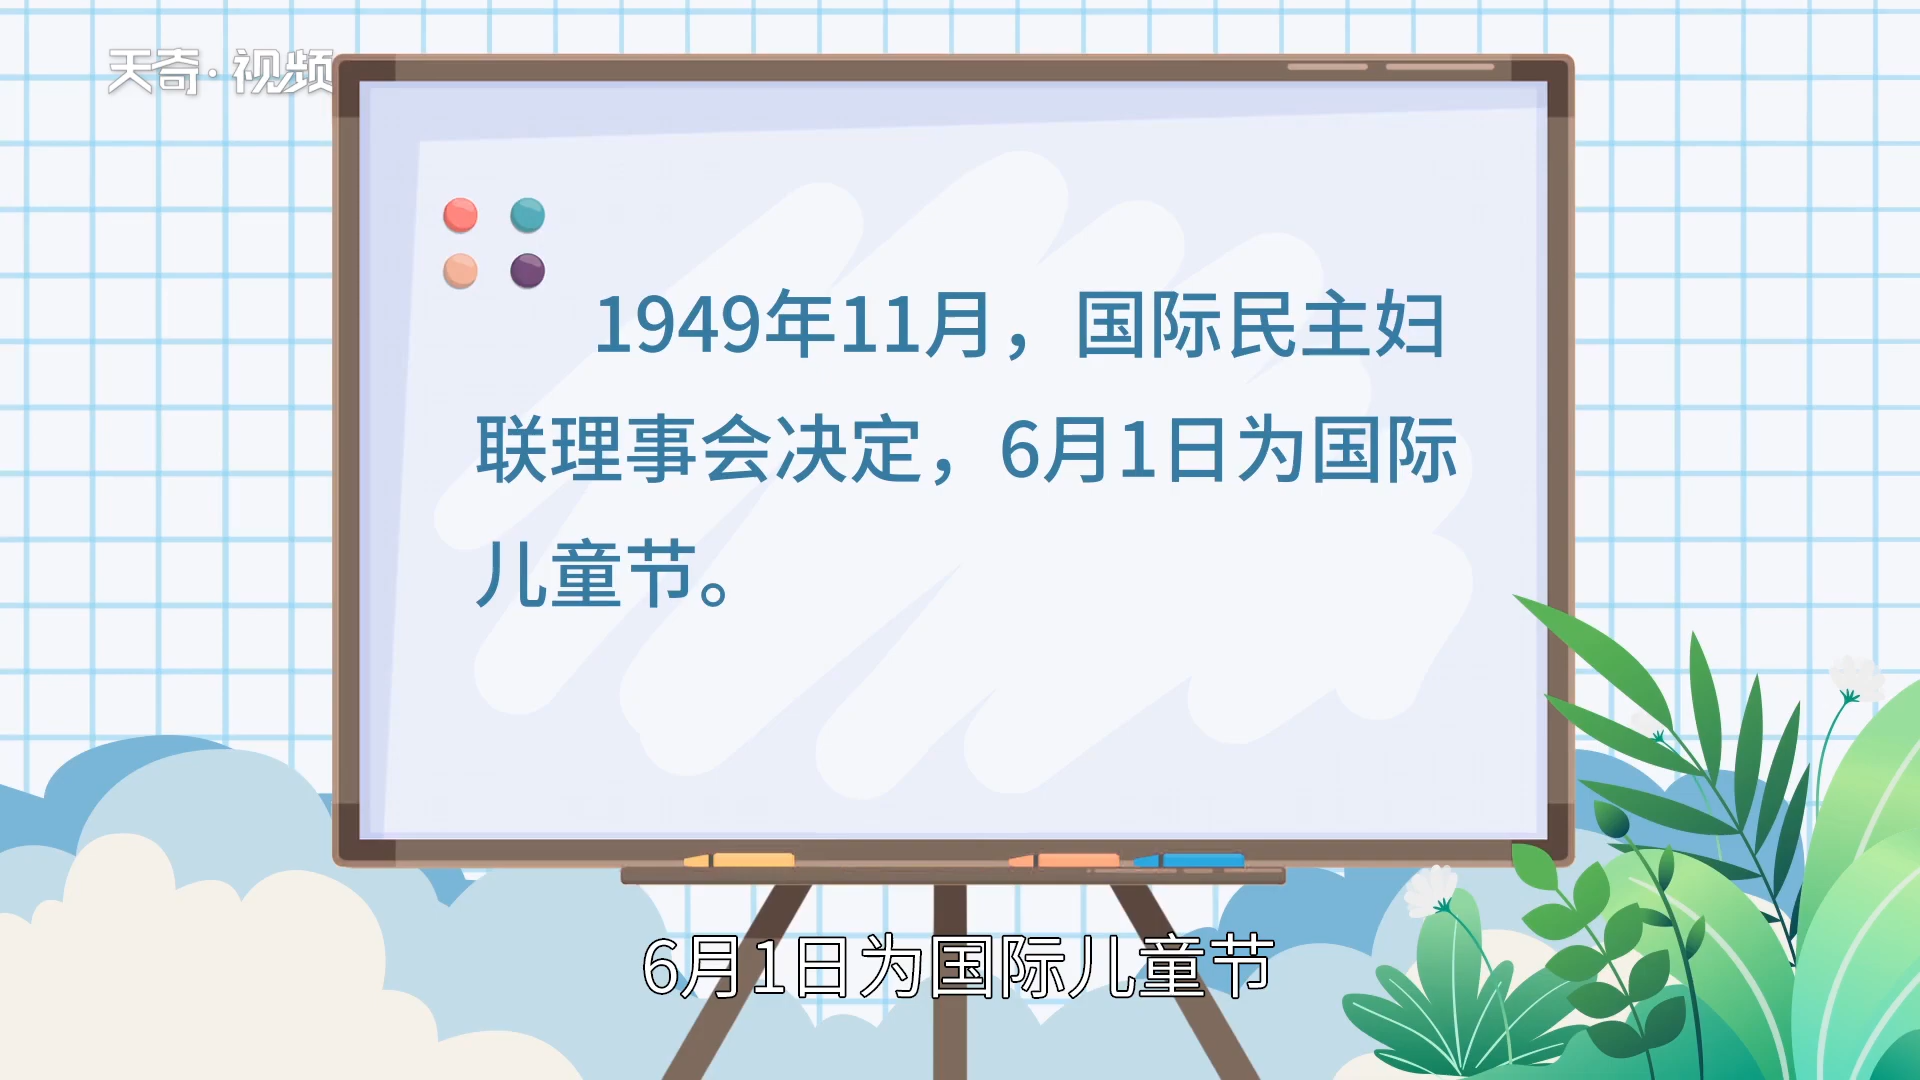 天奇·视频
1949年11月，国际民主妇
联理事会决定，6月1日为国际
儿童节。
6月1日为国际儿童节